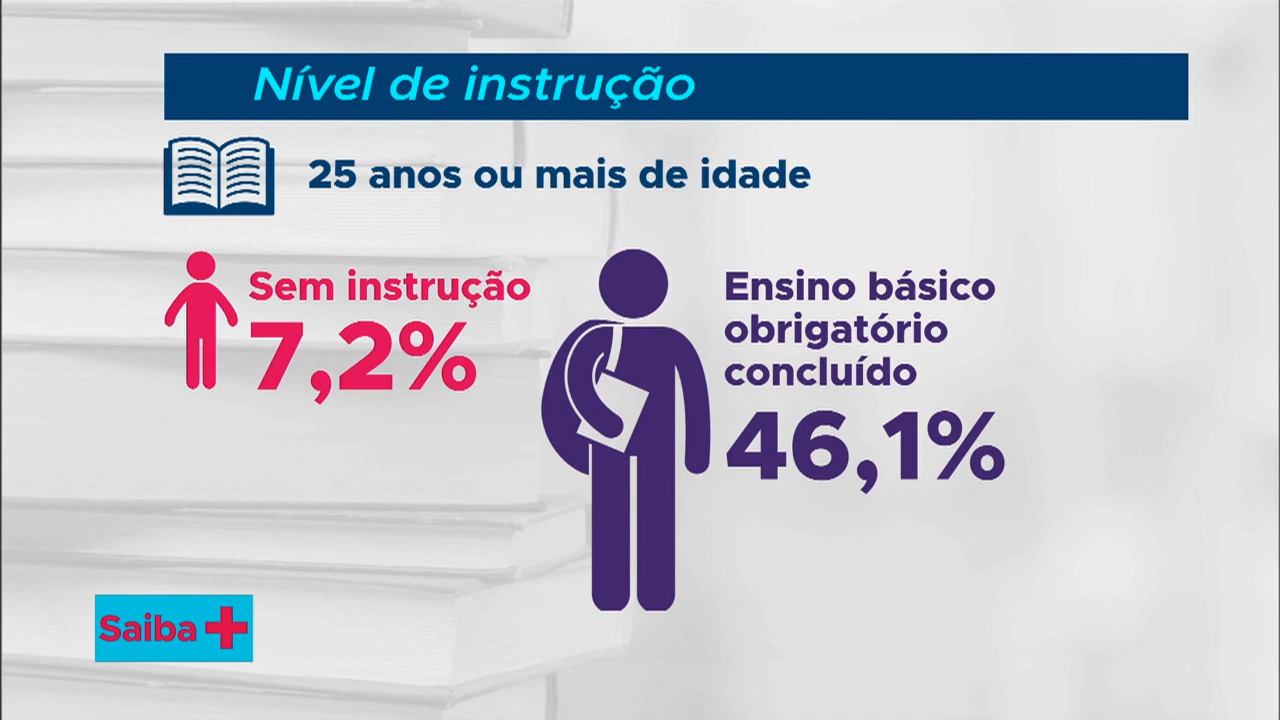 Nível de instrução
25 anos ou mais de idade
Sem instrução
7,2%
Ensino básico
obrigatório
concluído
46,1%
Saiba+